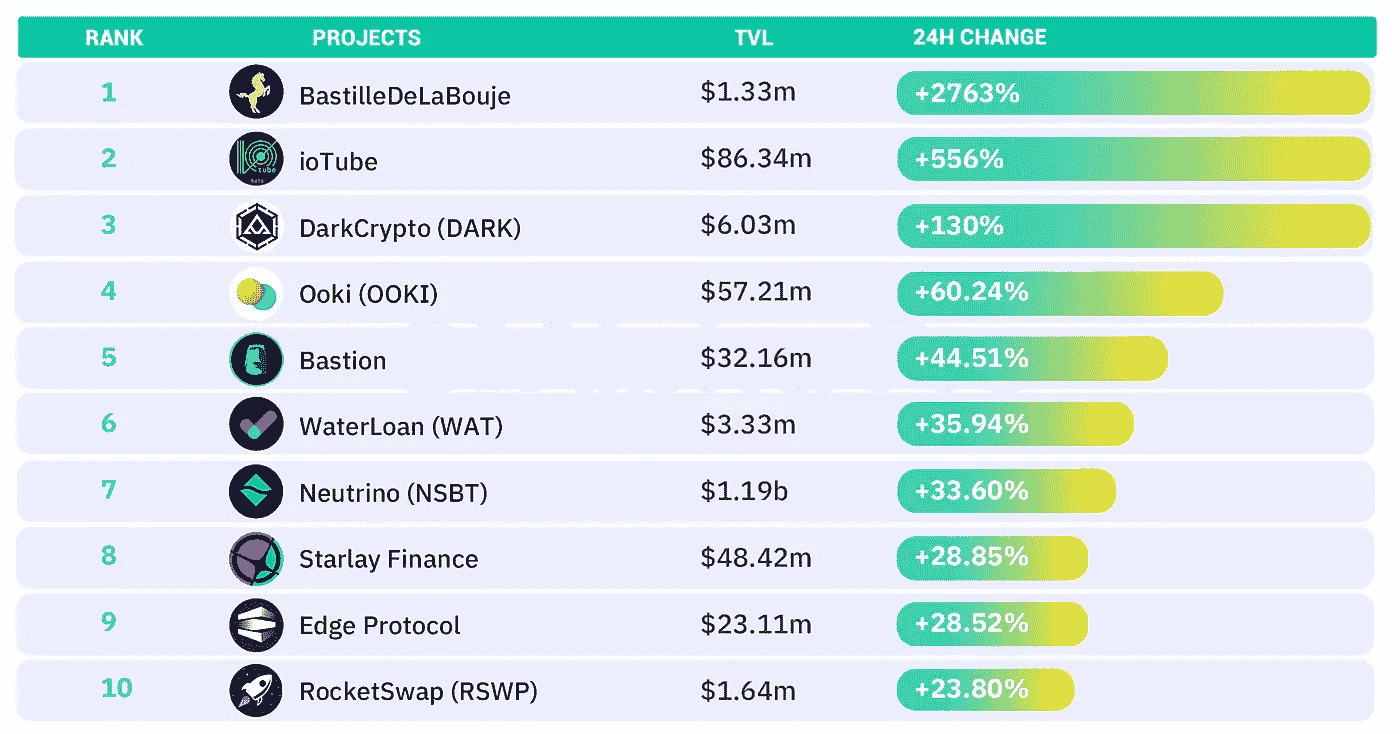 RANK PROJECTS TVL 24H CHANGE
1 BastilleDeLaBouje $1.33m +2763%
2 ioTube $86.34m +556%
3 DarkCrypto (DARK) $6.03m +130%
4 Ooki (OOKI) $57.21m +60.24%
5 Bastion $32.16m +44.51%
6 WaterLoan (WAT) $3.33m +35.94%
7 Neutrino (NSBT) $1.19b +33.60%
8 Starlay Finance $48.42m +28.85%
9 Edge Protocol $23.11m +28.52%
10 RocketSwap (RSWP) $1.64m +23.80%